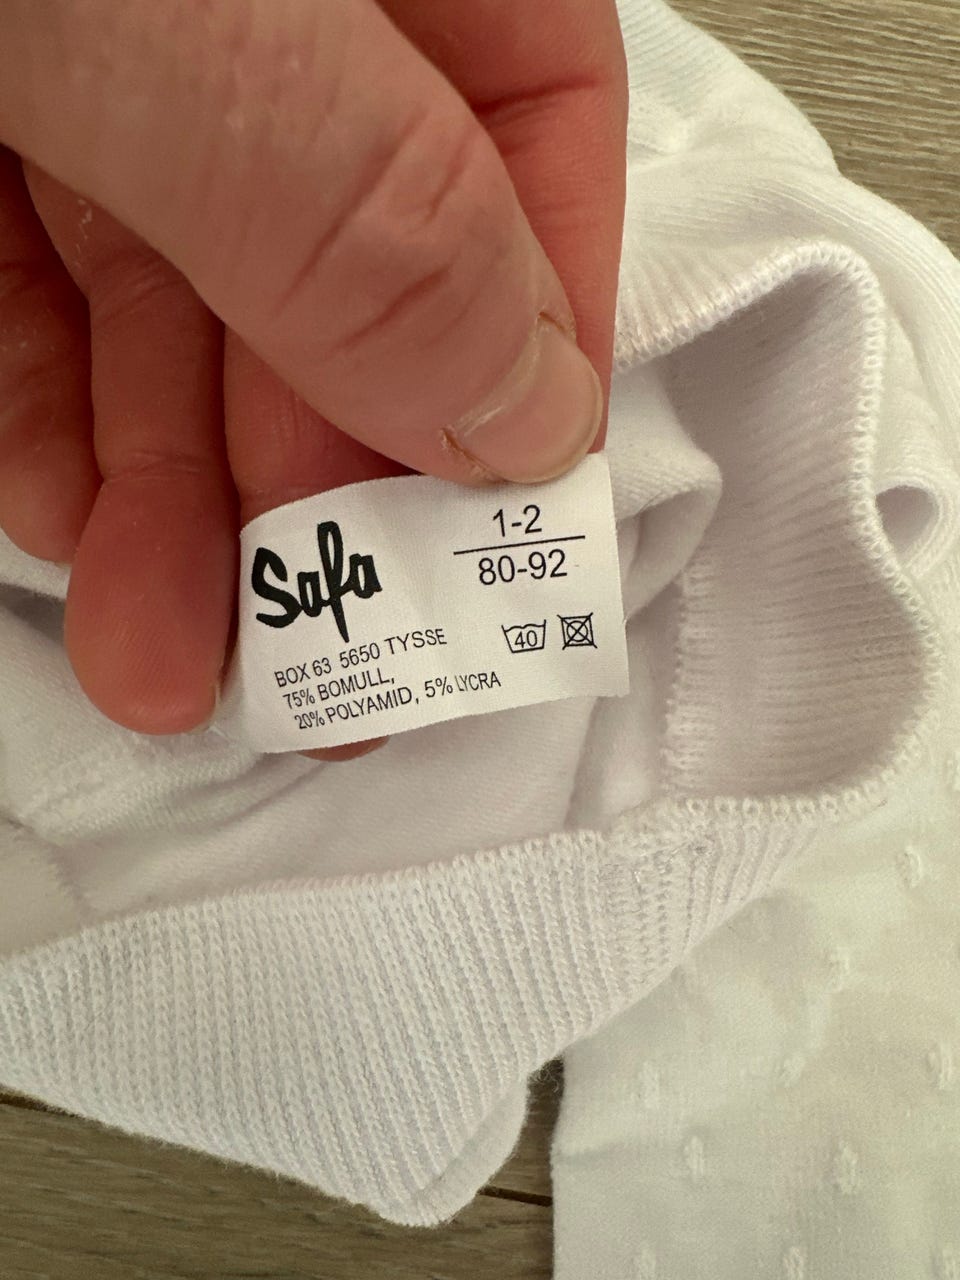 Safa
1-2
80-92
40
BOX 63 5650 TYSSE
75% BOMULL,
20% POLYAMID, 5% LYCRA